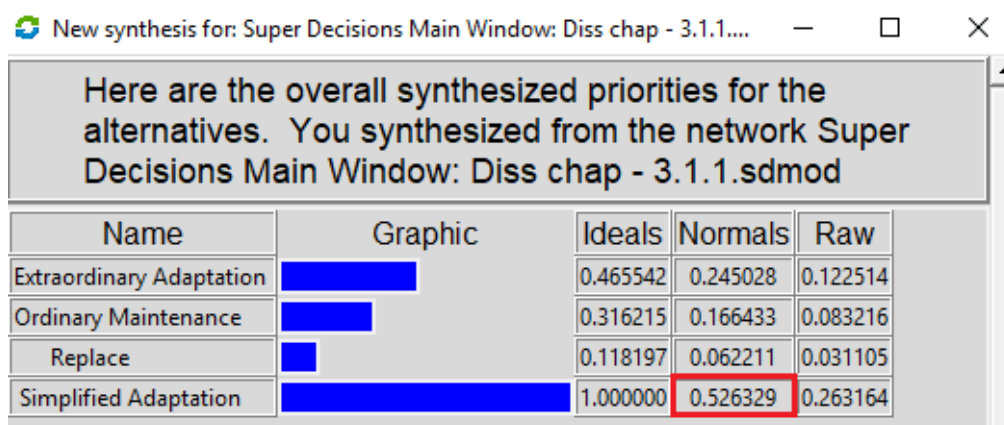 New synthesis for: Super Decisions Main Window: Diss chap - 3.1.1....
Here are the overall synthesized priorities for the
alternatives. You synthesized from the network Super
Decisions Main Window: Diss chap - 3.1.1.sdmod
Name Graphic Ideals Normals Raw
Extraordinary Adaptation 0.465542 0.245028 0.122514
Ordinary Maintenance 0.316215 0.166433 0.083216
Replace 0.118197 0.062211 0.031105
Simplified Adaptation 1.000000 0.526329 0.263164